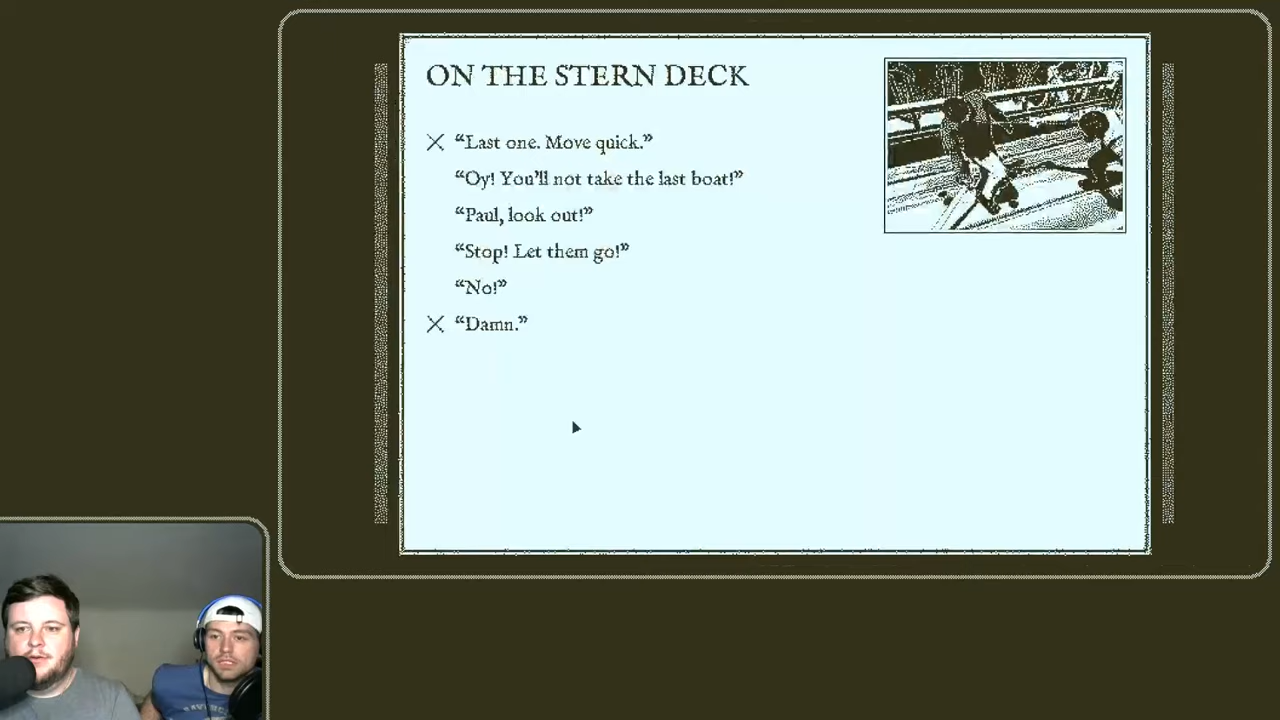 ON THE STERN DECK
“Last one. Move quick.”
“Oy! You’ll not take the last boat!”
“Paul, look out!”
“Stop! Let them go!”
“No!”
“Damn.”